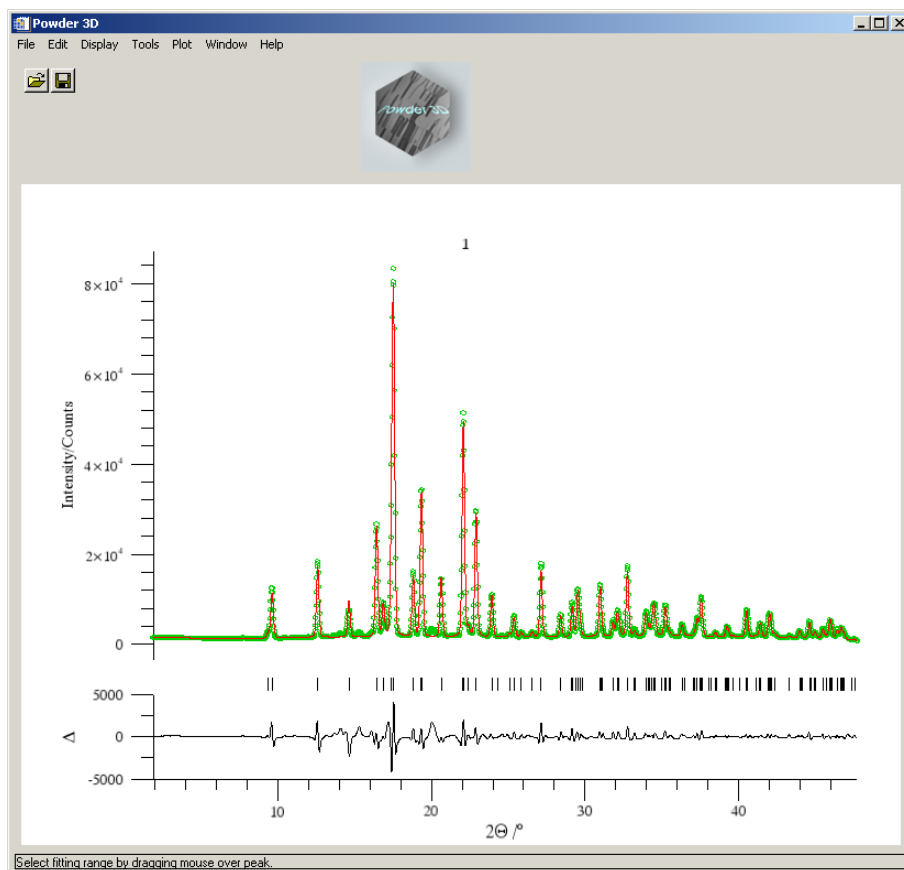 Powder 3D
File Edit Display Tools Plot Window Help
Powder3D
1
8×10⁴
6×10⁴
4×10⁴
2×10⁴
0
Intensity/Counts
5000
0
-5000
Δ
10 20 30 40
2Θ /°
Select fitting range by dragging mouse over peak.